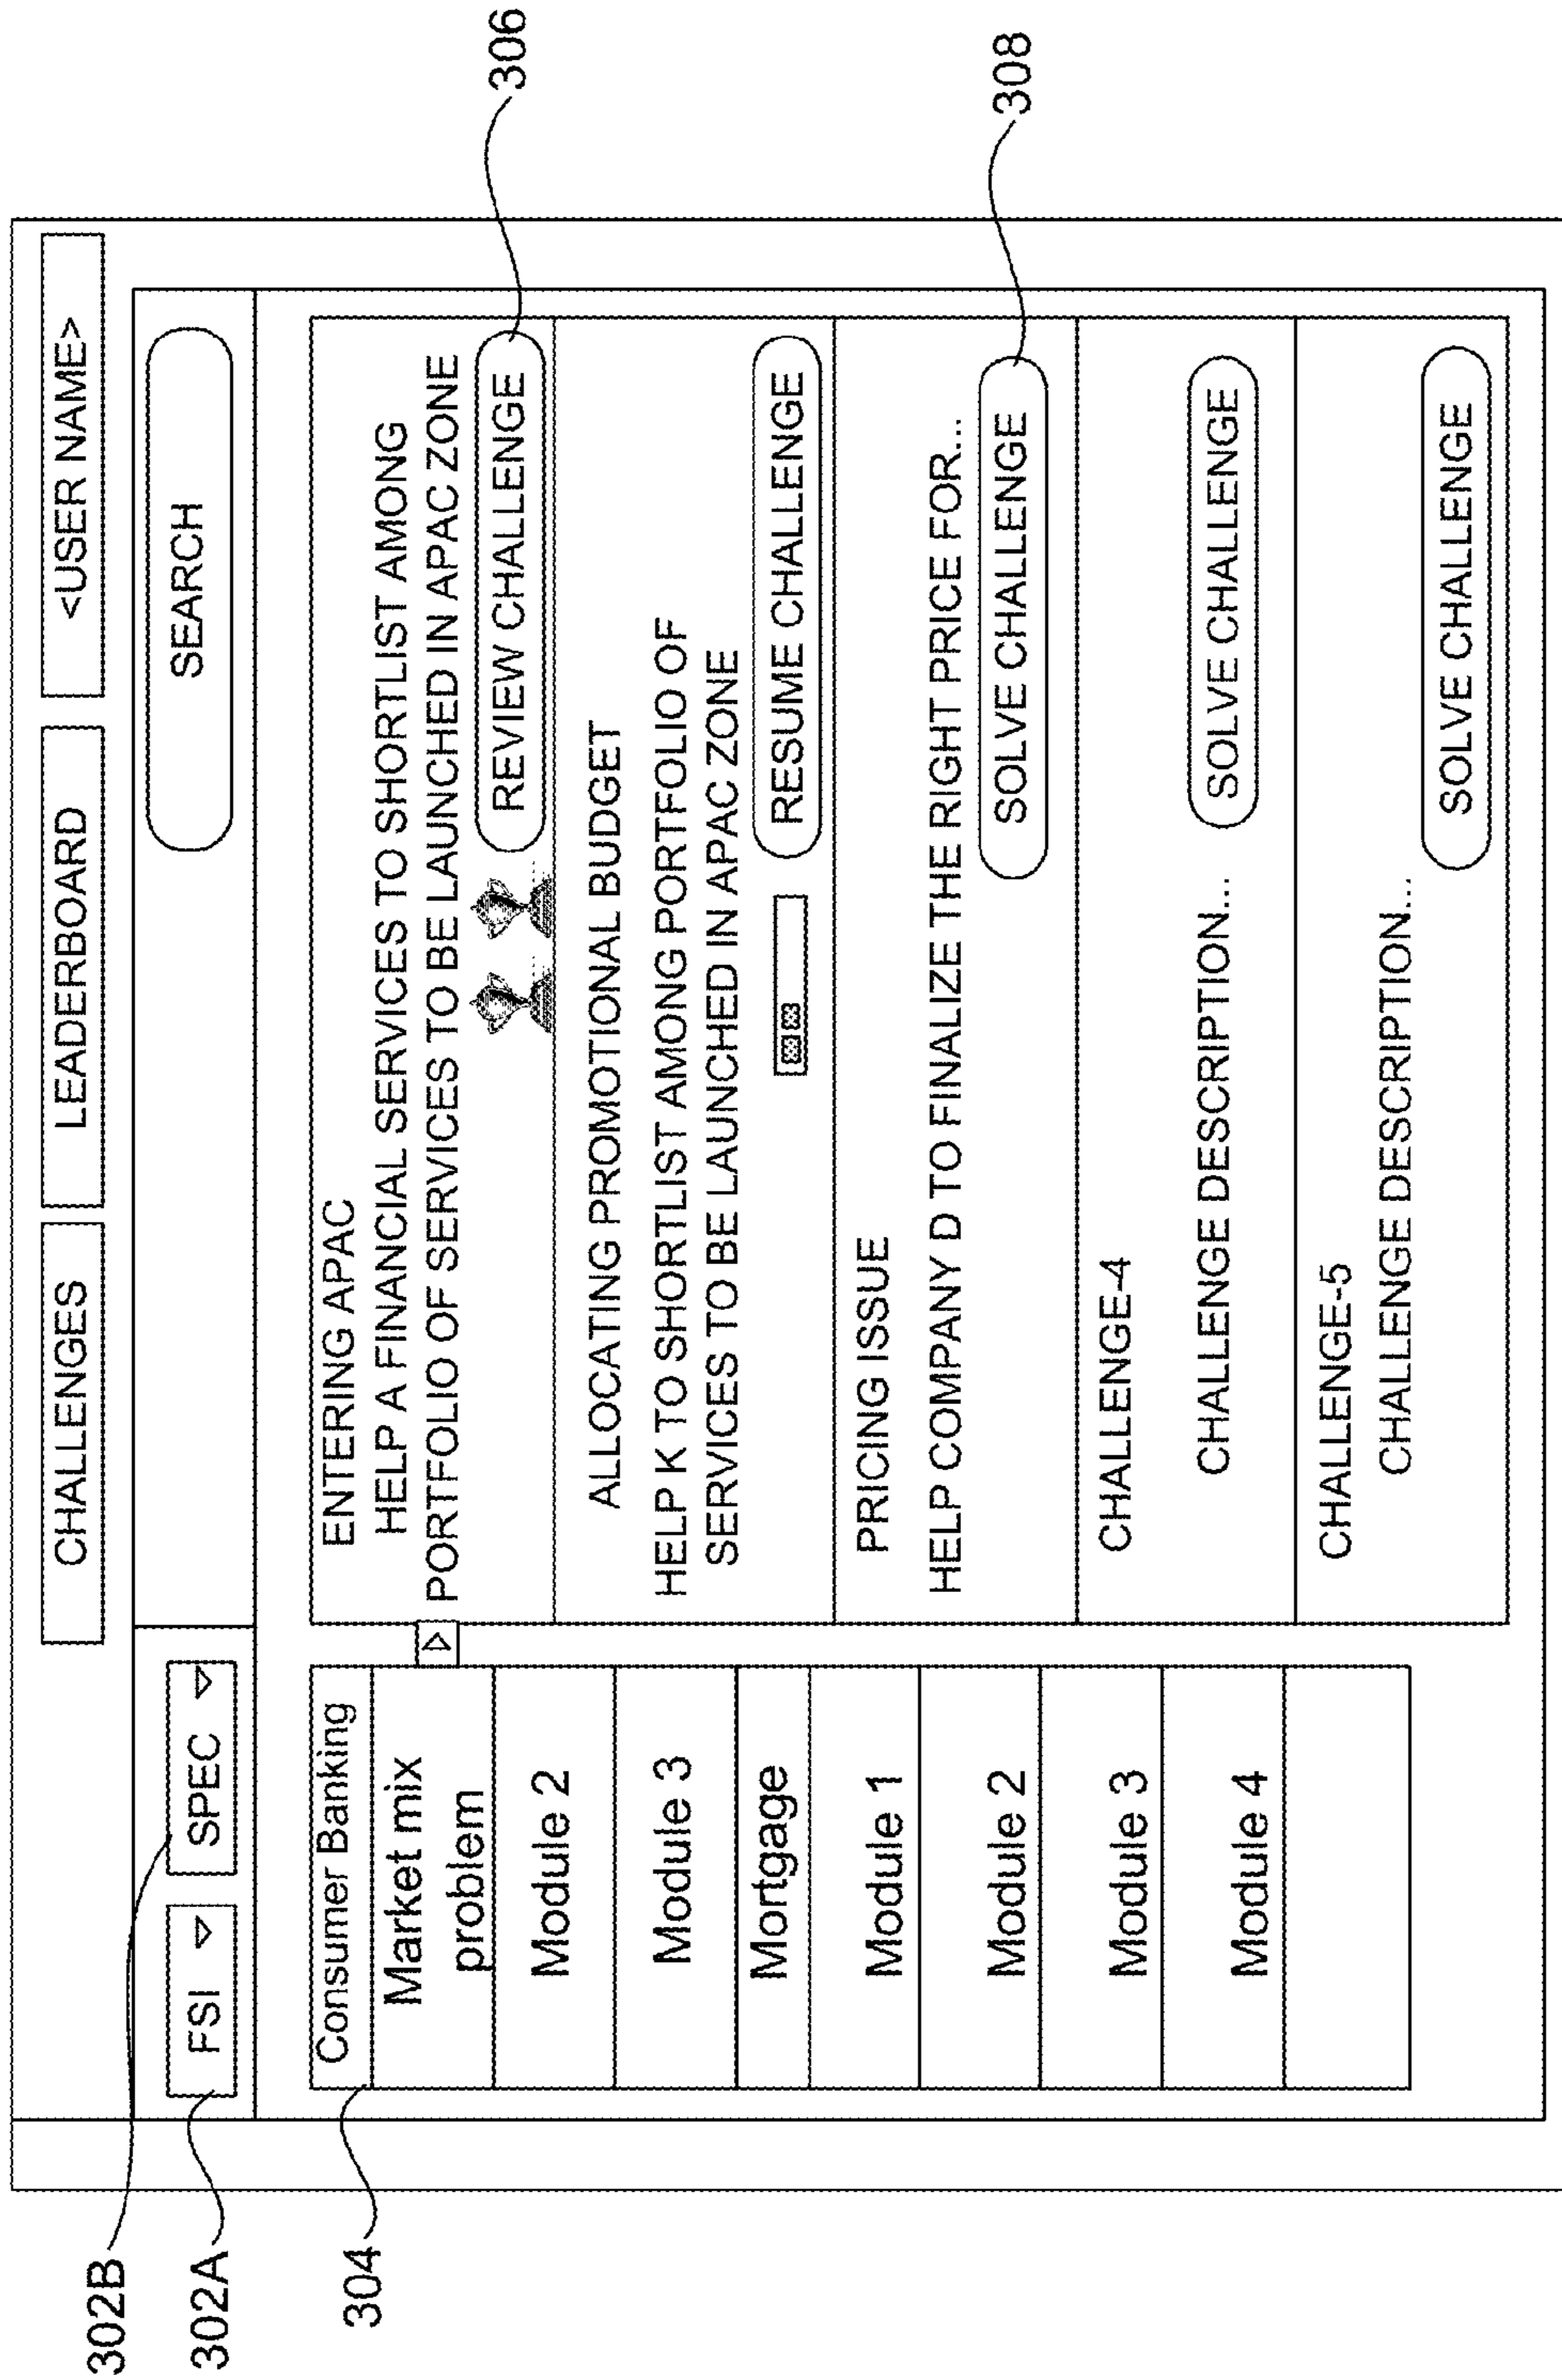 CHALLENGES
LEADERBOARD
<USER NAME>
302B
302A
FSI
SPEC
SEARCH
304
Consumer Banking
Market mix
problem
Module 2
Module 3
Mortgage
Module 1
Module 2
Module 3
Module 4
ENTERING APAC
HELP A FINANCIAL SERVICES TO SHORTLIST AMONG
PORTFOLIO OF SERVICES TO BE LAUNCHED IN APAC ZONE
REVIEW CHALLENGE
306
ALLOCATING PROMOTIONAL BUDGET
HELP K TO SHORTLIST AMONG PORTFOLIO OF
SERVICES TO BE LAUNCHED IN APAC ZONE
RESUME CHALLENGE
PRICING ISSUE
HELP COMPANY D TO FINALIZE THE RIGHT PRICE FOR...
SOLVE CHALLENGE
308
CHALLENGE-4
CHALLENGE DESCRIPTION...
SOLVE CHALLENGE
CHALLENGE-5
CHALLENGE DESCRIPTION...
SOLVE CHALLENGE